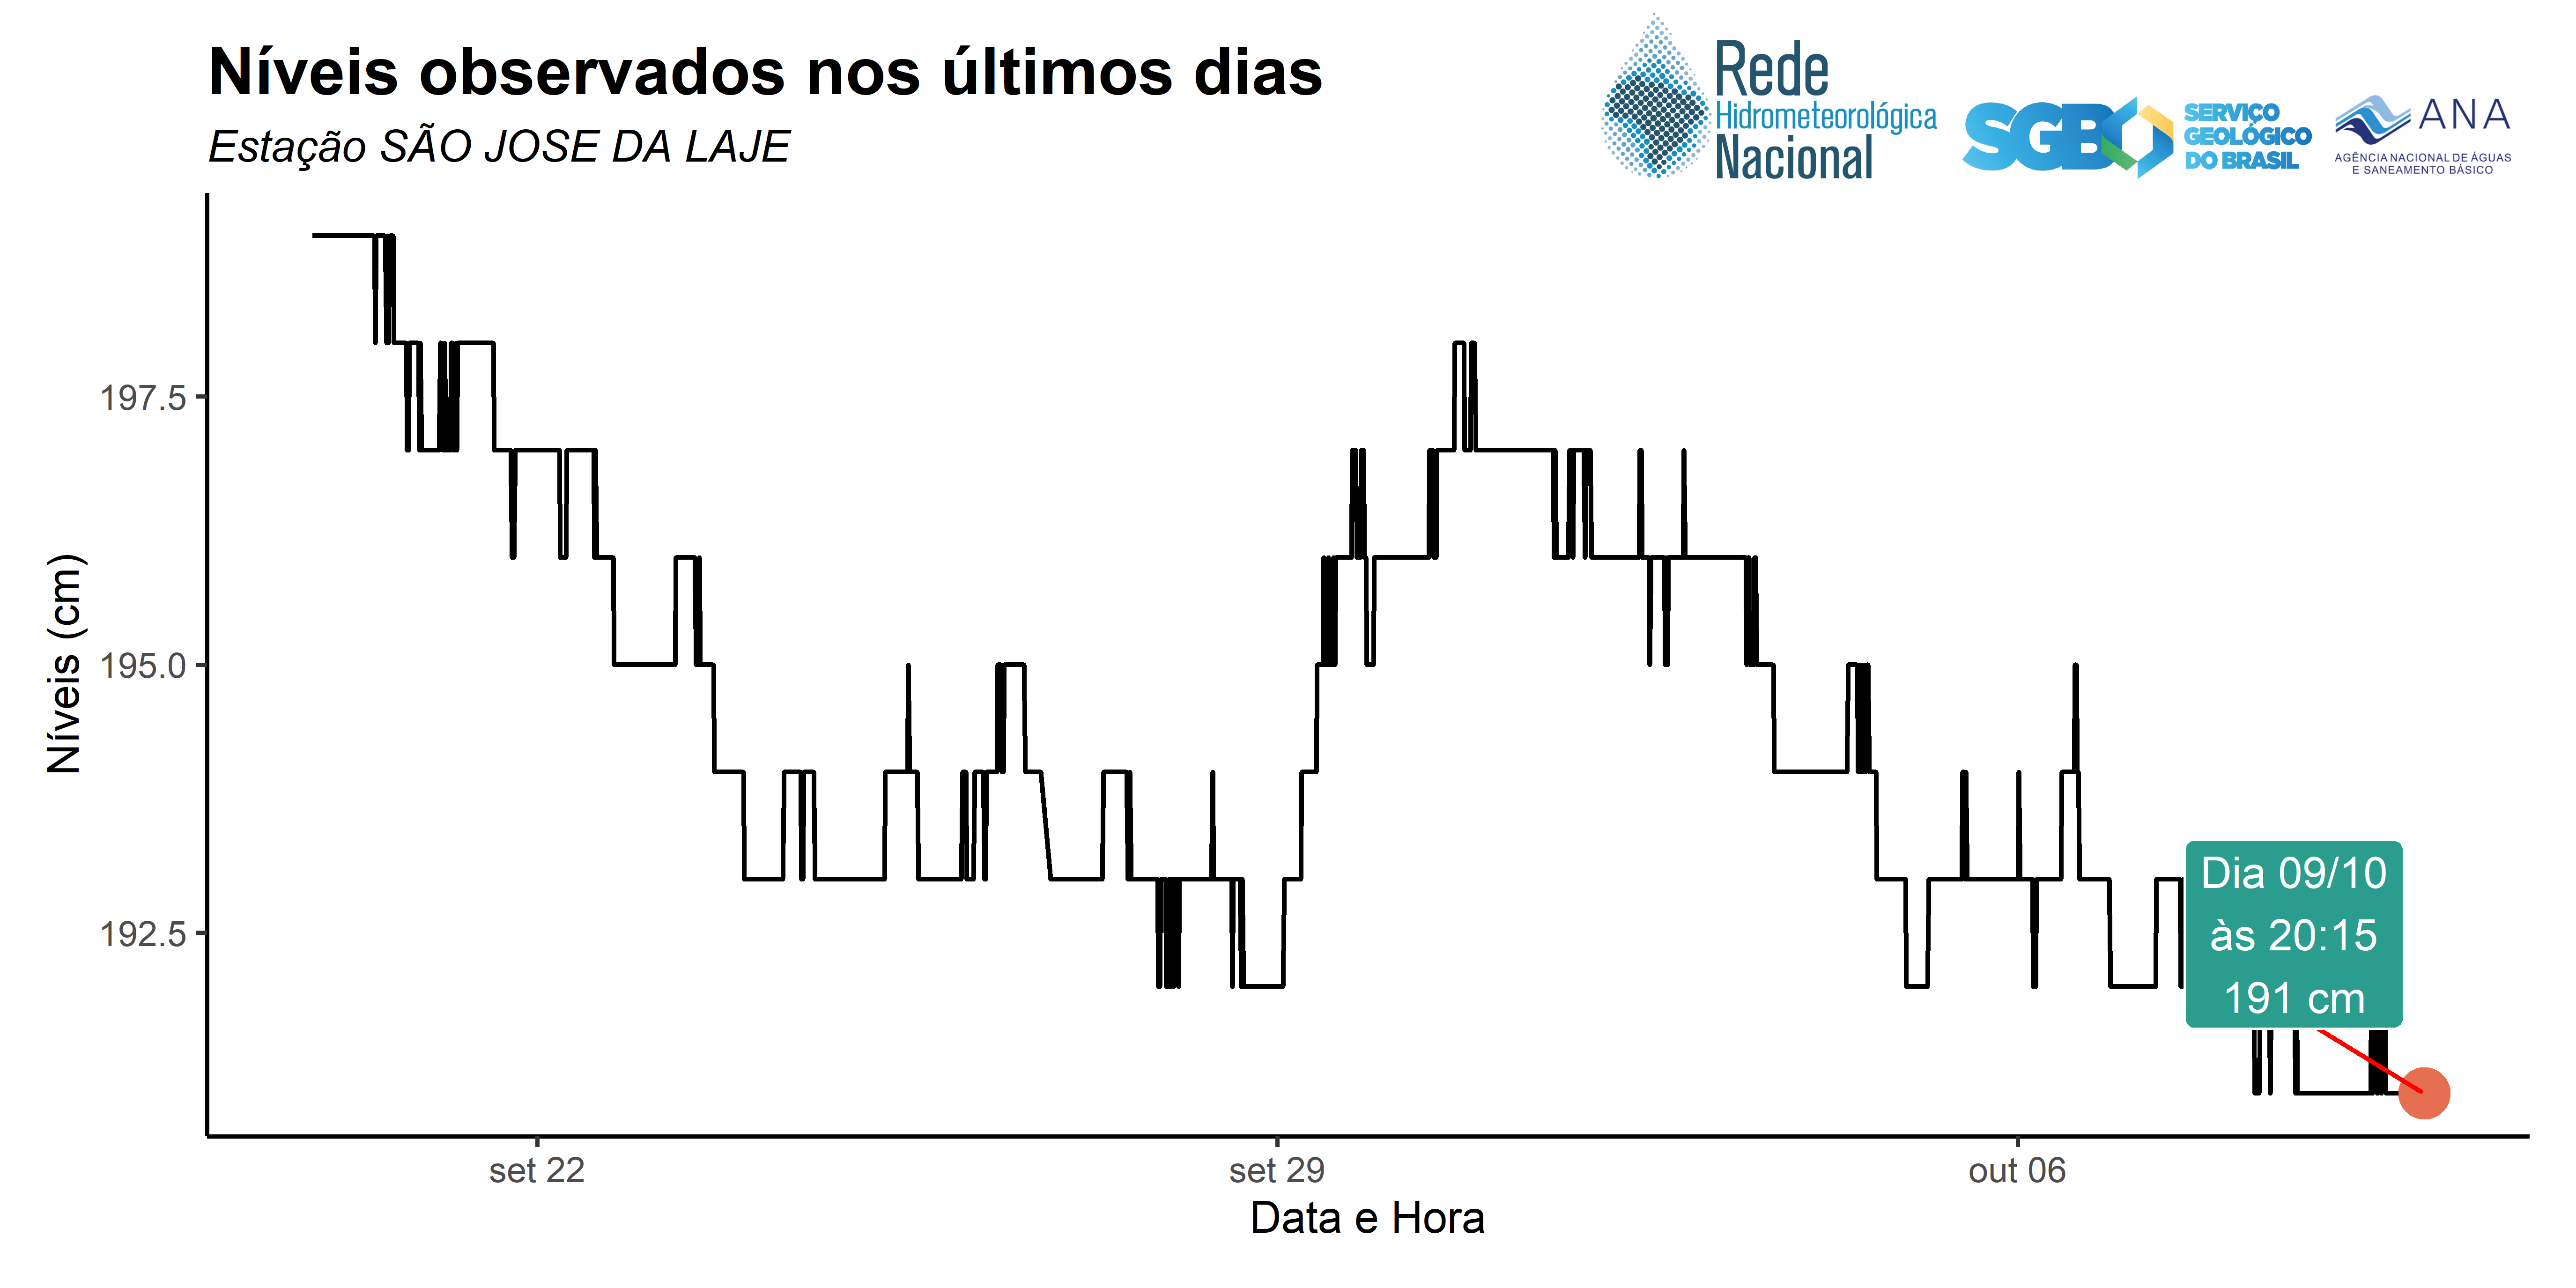 Níveis observados nos últimos dias
Estação SÃO JOSE DA LAJE
Rede
Hidrometeorológica
Nacional
SGB
SERVIÇO
GEOLÓGICO
DO BRASIL
ANA
AGÊNCIA NACIONAL DE ÁGUAS
E SANEAMENTO BÁSICO
Níveis (cm)
197.5
195.0
192.5
Dia 09/10
às 20:15
191 cm
set 22
set 29
out 06
Data e Hora